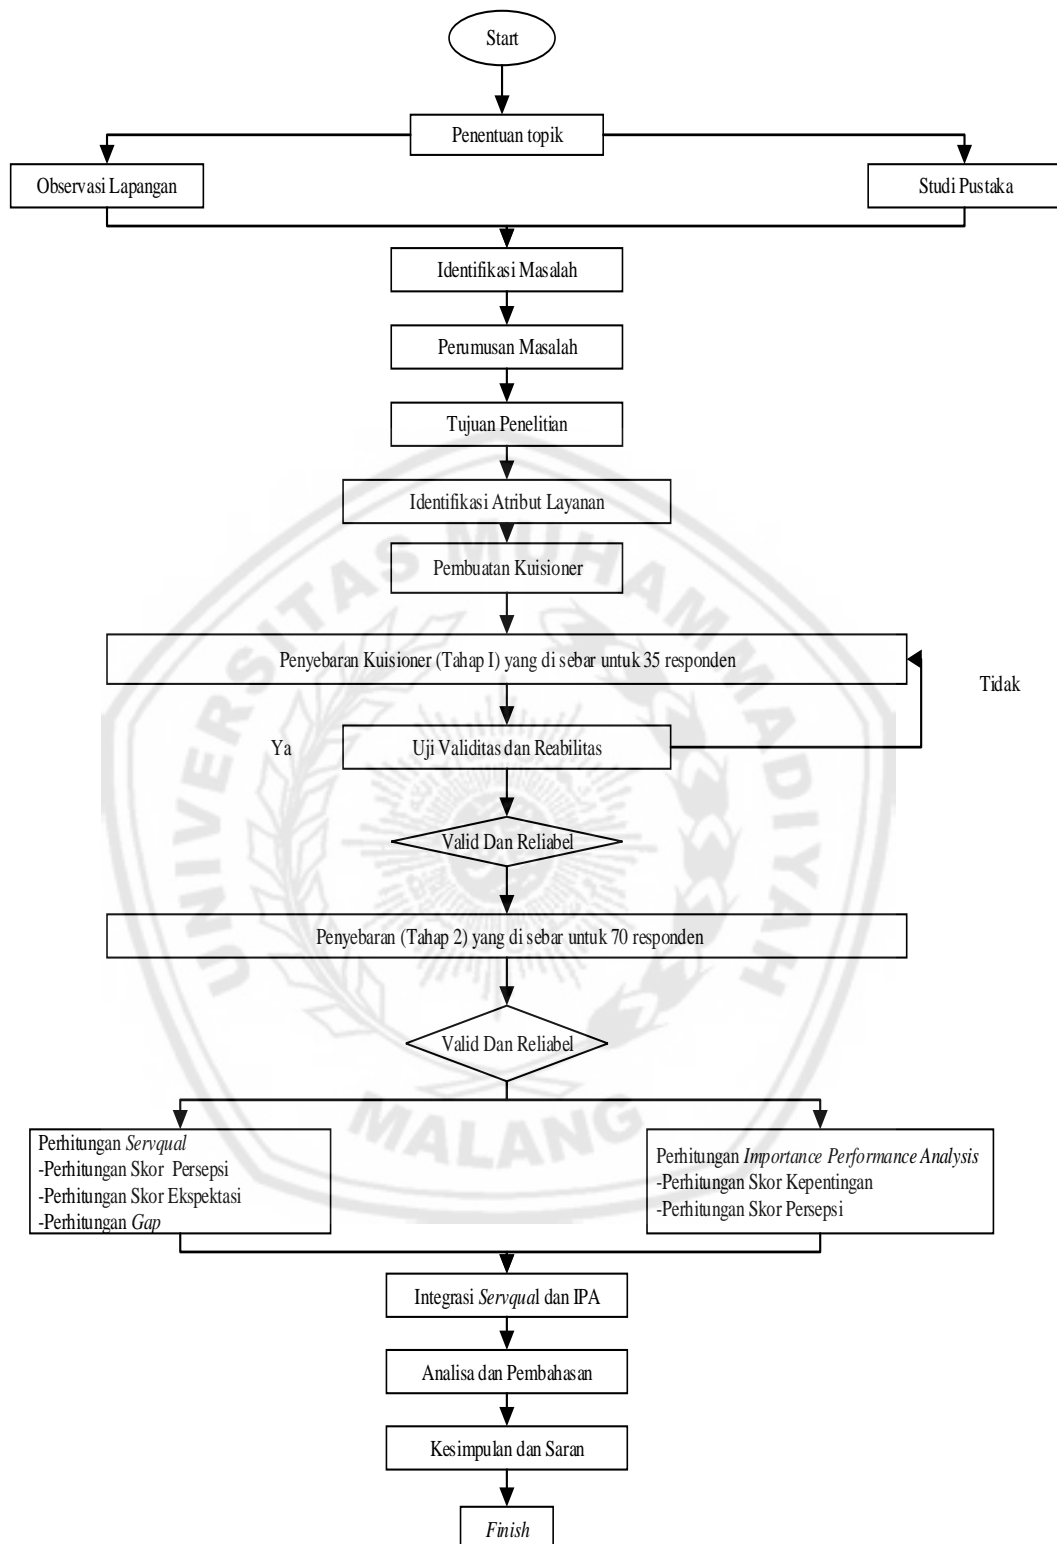 Start
Penentuan topik
Observasi Lapangan
Studi Pustaka
Identifikasi Masalah
Perumusan Masalah
Tujuan Penelitian
Identifikasi Atribut Layanan
Pembuatan Kuisioner
Penyebaran Kuisioner (Tahap I) yang di sebar untuk 35 responden
Tidak
Ya
Uji Validitas dan Reabilitas
Valid Dan Reliabel
Penyebaran (Tahap 2) yang di sebar untuk 70 responden
Valid Dan Reliabel
Perhitungan Servqual
-Perhitungan Skor Persepsi
-Perhitungan Skor Ekspektasi
-Perhitungan Gap
Perhitungan Importance Performance Analysis
-Perhitungan Skor Kepentingan
-Perhitungan Skor Persepsi
Integrasi Servqual dan IPA
Analisa dan Pembahasan
Kesimpulan dan Saran
Finish
UNIVERSITAS MUHAMMADIYAH
MALANG